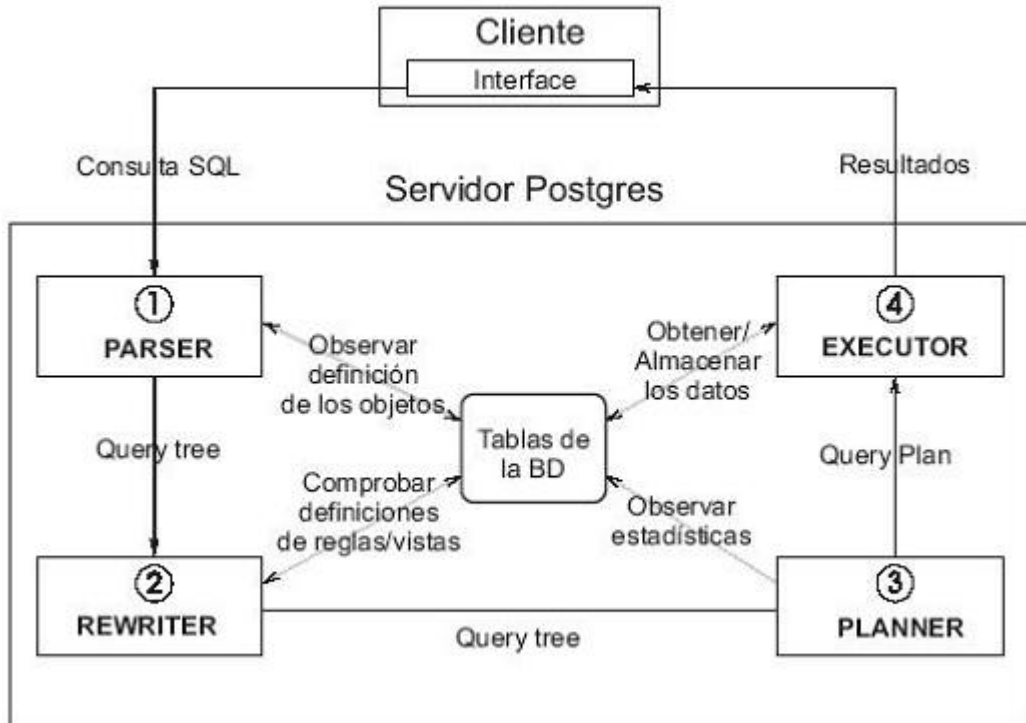 Cliente
Interface
Consulta SQL
Resultados
Servidor Postgres
1
PARSER
4
EXECUTOR
Observar
definición
de los objetos
Obtener/
Almacenar
los datos
Tablas de
la BD
Query tree
Query Plan
Comprobar
definiciones
de reglas/vistas
Observar
estadísticas
2
REWRITER
Query tree
3
PLANNER